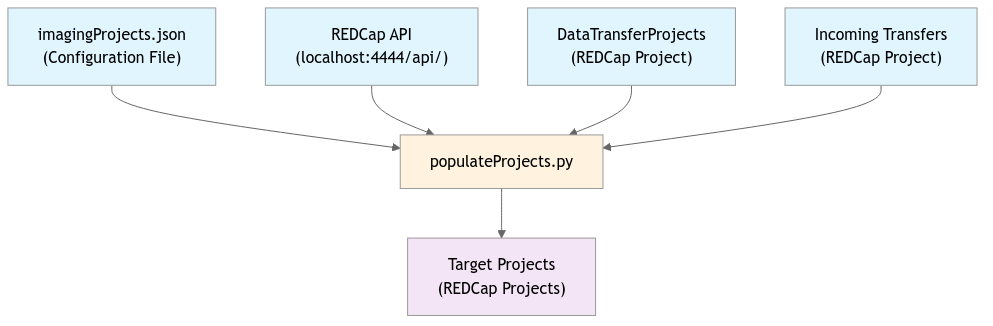 imagingProjects.json
(Configuration File)
REDCap API
(localhost:4444/api/)
DataTransferProjects
(REDCap Project)
Incoming Transfers
(REDCap Project)
populateProjects.py
Target Projects
(REDCap Projects)